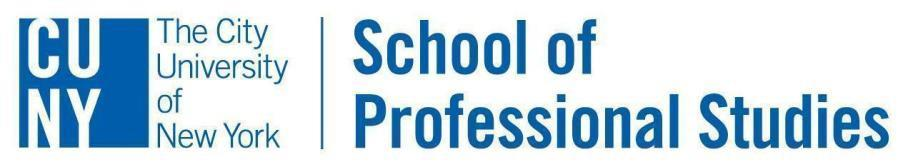 CU
NY
The City
University
of
New York
School of
Professional Studies